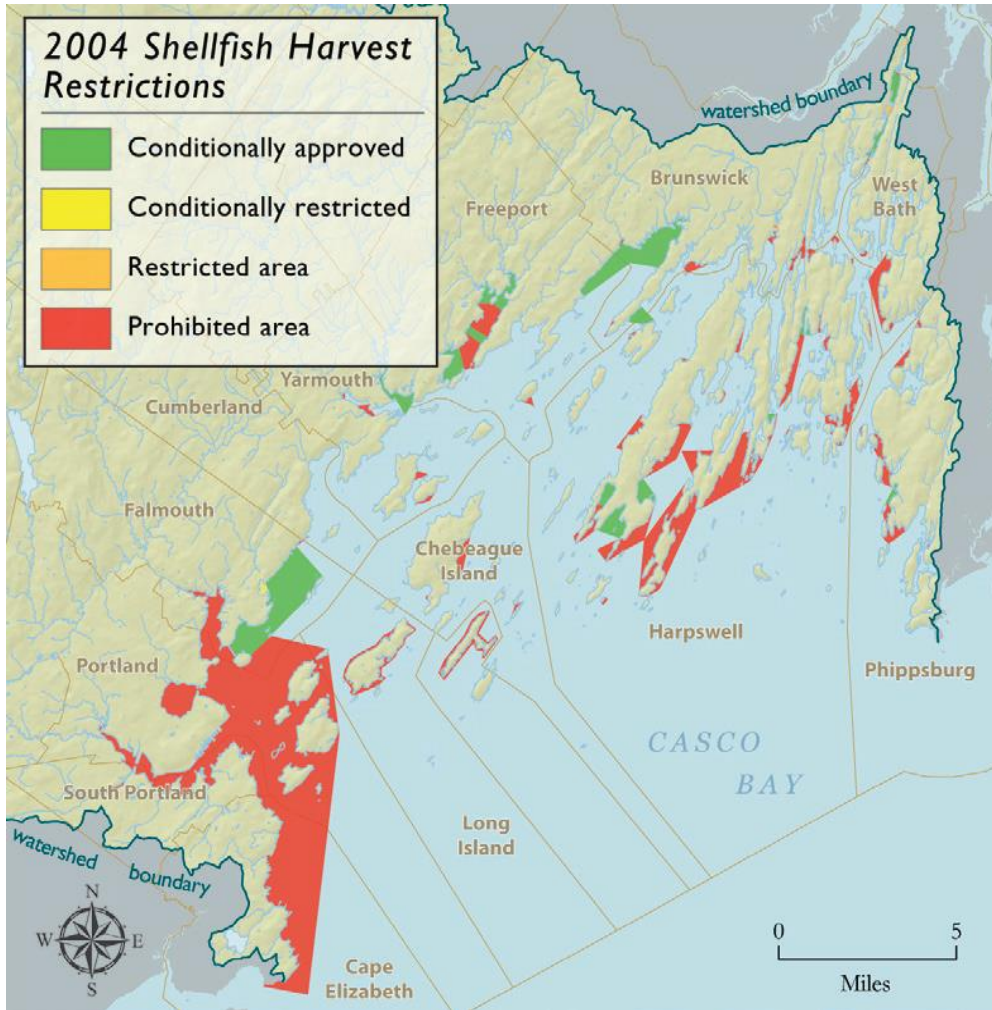 2004 Shellfish Harvest
Restrictions
Conditionally approved
Conditionally restricted
Restricted area
Prohibited area
watershed boundary
Brunswick
West
Bath
Freeport
Yarmouth
Cumberland
Falmouth
Chebeague
Island
Harpswell
Portland
Phippsburg
CASCO
BAY
South Portland
Long
Island
watershed boundary
N
W E
S
Cape
Elizabeth
0 5
Miles